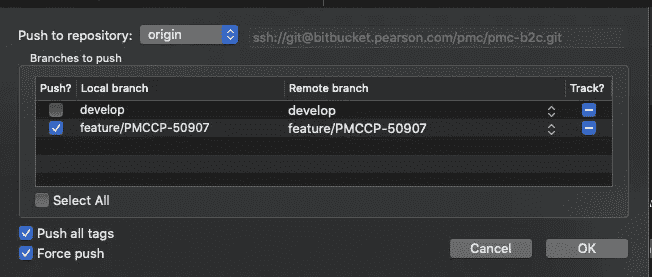 Push to repository: origin ssh://git@bitbucket.pearson.com/pmc/pmc-b2c.git
Branches to push
Push? Local branch Remote branch Track?
develop develop
feature/PMCCP-50907 feature/PMCCP-50907
Select All
Push all tags
Force push Cancel OK